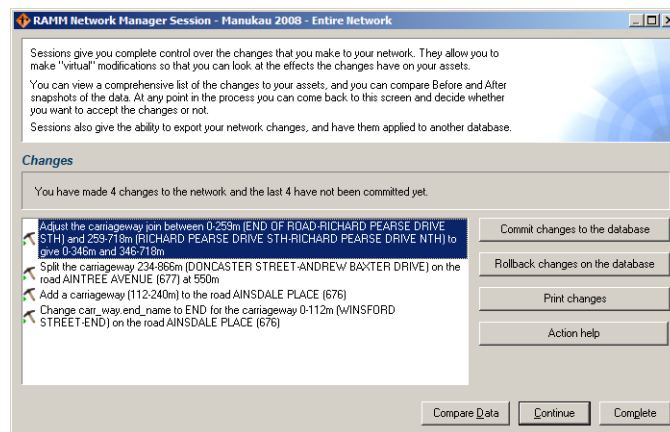 RAMM Network Manager Session - Manukau 2008 - Entire Network
Sessions give you complete control over the changes that you make to your network. They allow you to
make "virtual" modifications so that you can look at the effects the changes have on your assets.
You can view a comprehensive list of the changes to your assets, and you can compare Before and After
snapshots of the data. At any point in the process you can come back to this screen and decide whether
you want to accept the changes or not.
Sessions also give the ability to export your network changes, and have them applied to another database.
Changes
You have made 4 changes to the network and the last 4 have not been committed yet.
Adjust the carriageway join between 0-259m (END OF ROAD-RICHARD PEARSE DRIVE
STH) and 259-718m (RICHARD PEARSE DRIVE STH-RICHARD PEARSE DRIVE NTH) to
give 0-346m and 346-718m
Split the carriageway 234-866m (DONCASTER STREET-ANDREW BAXTER DRIVE) on the
road AINTREE AVENUE (677) at 550m
Add a carriageway (112-240m) to the road AINSDALE PLACE (676)
Change carr_way.end_name to END for the carriageway 0-112m (WINSFORD
STREET-END) on the road AINSDALE PLACE (676)
Commit changes to the database
Rollback changes on the database
Print changes
Action help
Compare Data
Continue
Complete